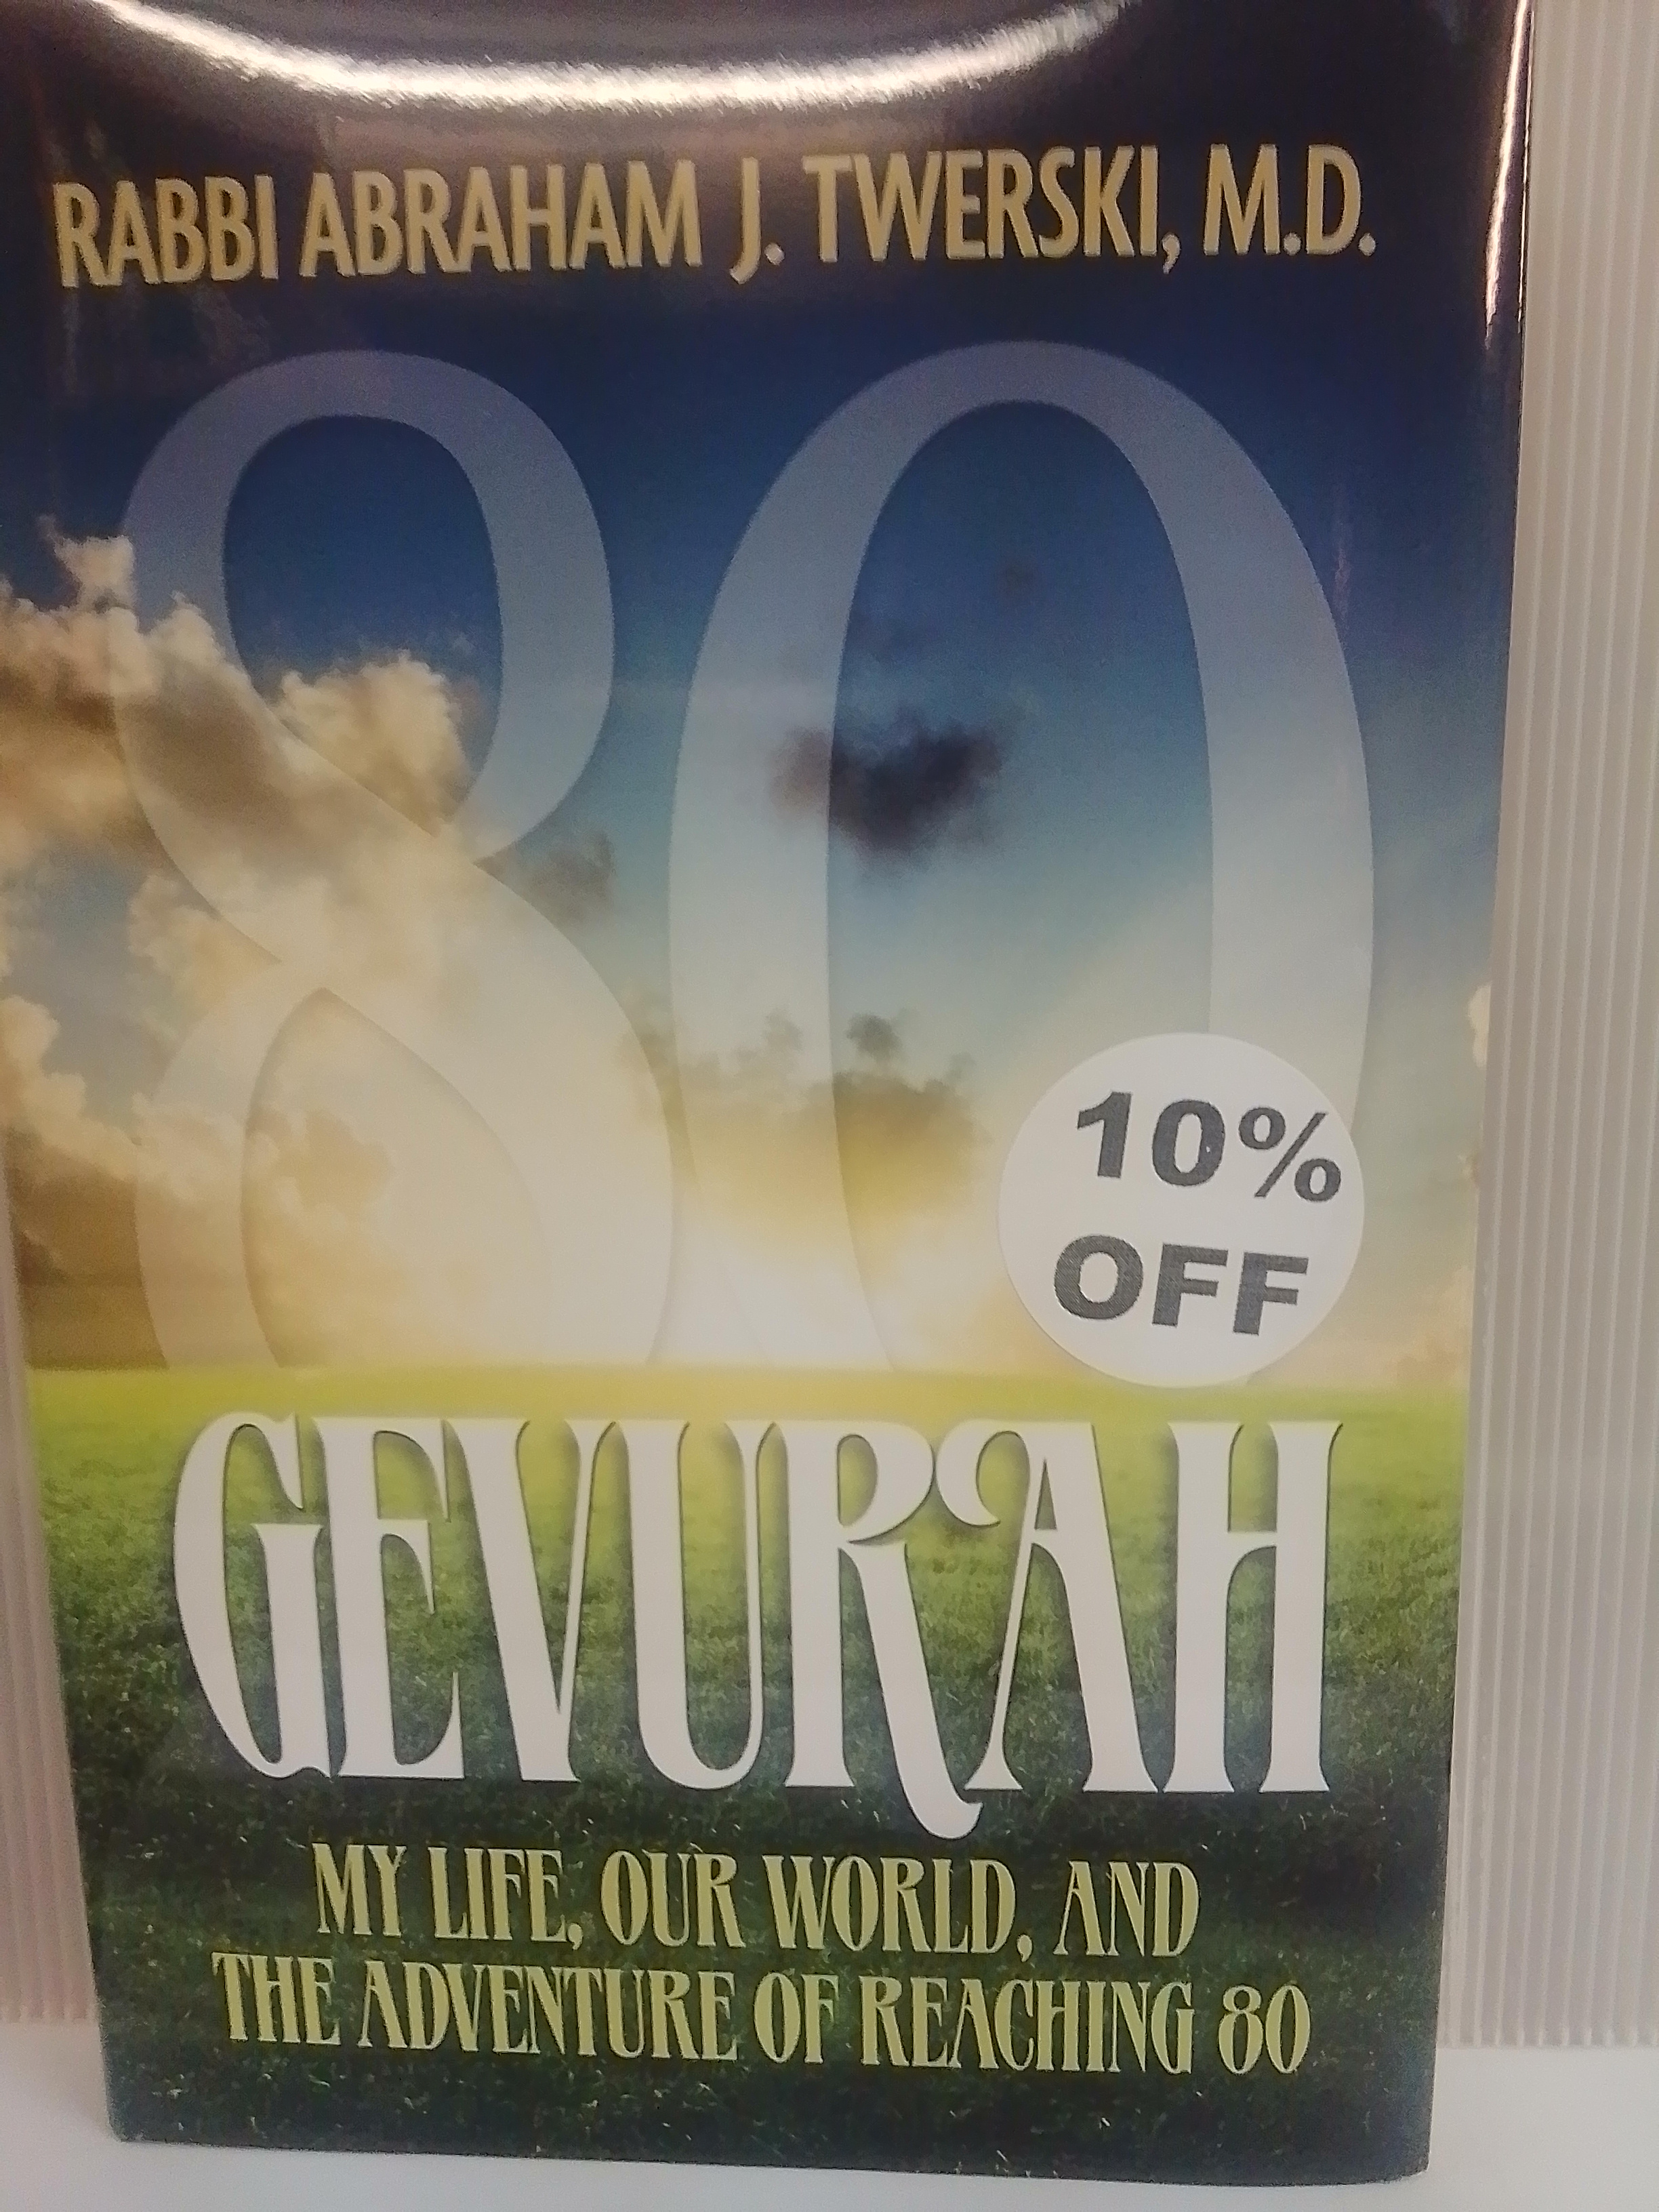 RABBI ABRAHAM J. TWERSKI, M.D.
80
10%
OFF
GEVURAH
MY LIFE, OUR WORLD, AND
THE ADVENTURE OF REACHING 80